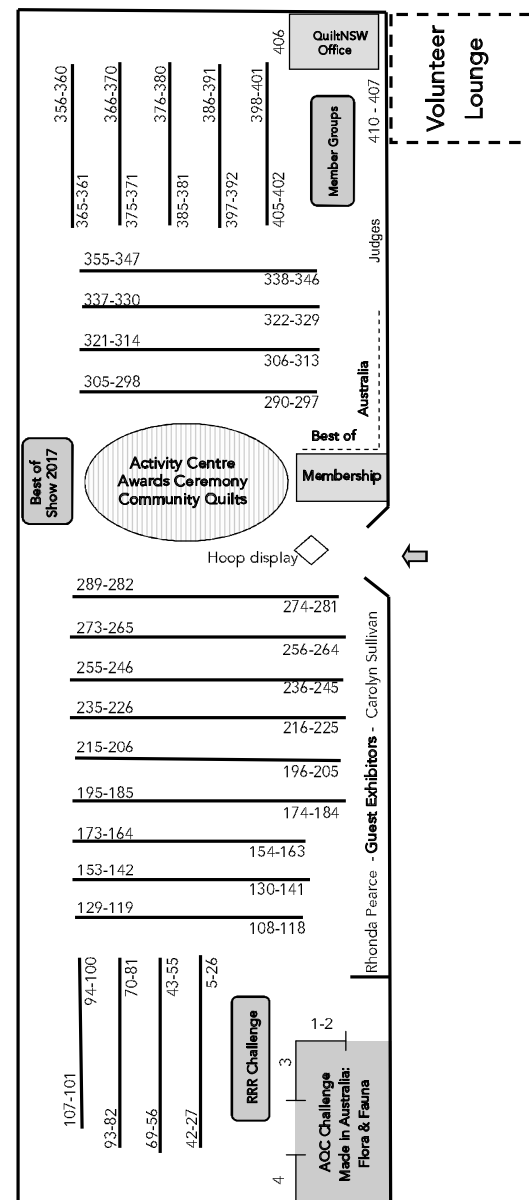 406
QuiltNSW
Office
Volunteer
Lounge
410 - 407
356-360
366-370
376-380
386-391
398-401
Member Groups
365-361
375-371
385-381
397-392
405-402
Judges
355-347
338-346
337-330
322-329
321-314
306-313
305-298
290-297
Australia
Best of
Best of
Show 2017
Activity Centre
Awards Ceremony
Community Quilts
Membership
Hoop display
289-282
274-281
273-265
256-264
255-246
236-245
235-226
216-225
215-206
196-205
195-185
174-184
173-164
154-163
153-142
130-141
129-119
108-118
Rhonda Pearce - Guest Exhibitors - Carolyn Sullivan
94-100
70-81
43-55
5-26
107-101
93-82
69-56
42-27
RRR Challenge
1-2
3
4
AQC Challenge
Made in Australia:
Flora & Fauna